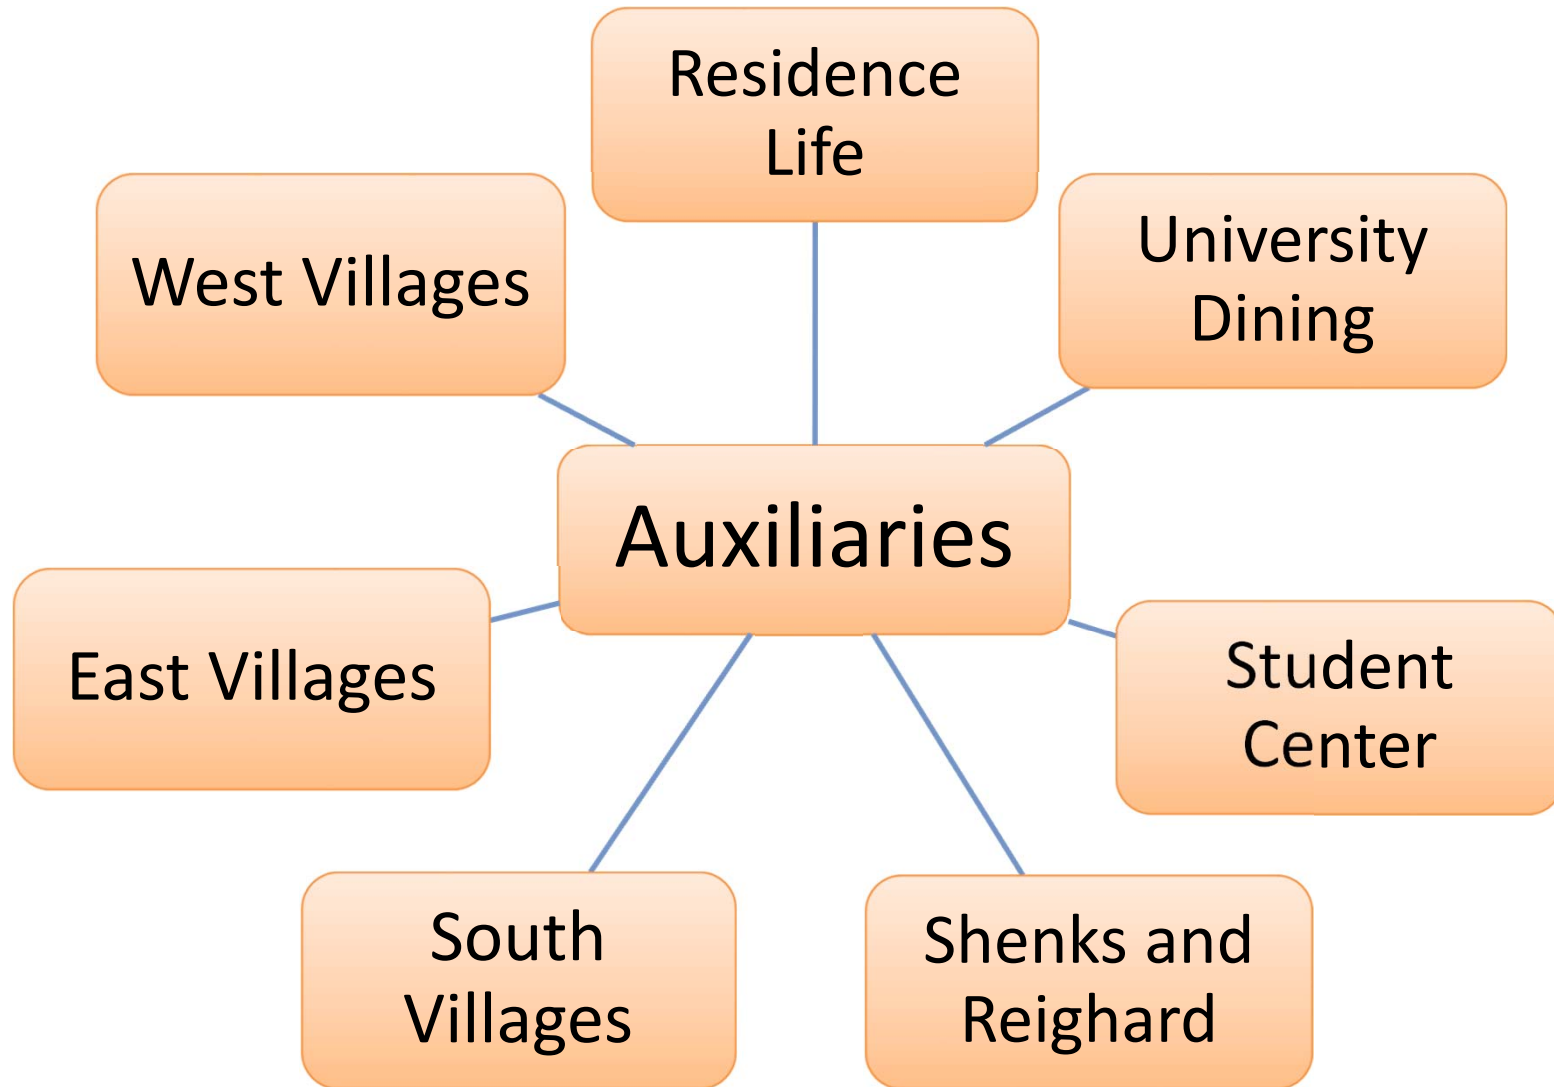 Residence
Life
West Villages
University
Dining
Auxiliaries
East Villages
Student
Center
South
Villages
Shenks and
Reighard